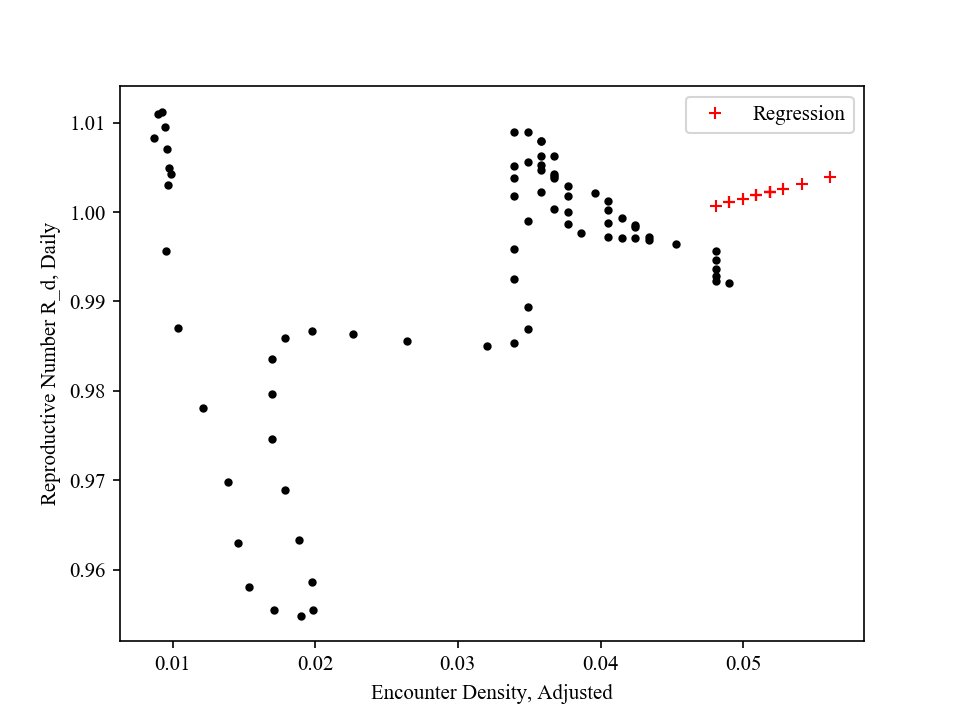 Regression
1.01
1.00
0.99
0.98
0.97
0.96
Reproductive Number R_d, Daily
0.01 0.02 0.03 0.04 0.05
Encounter Density, Adjusted